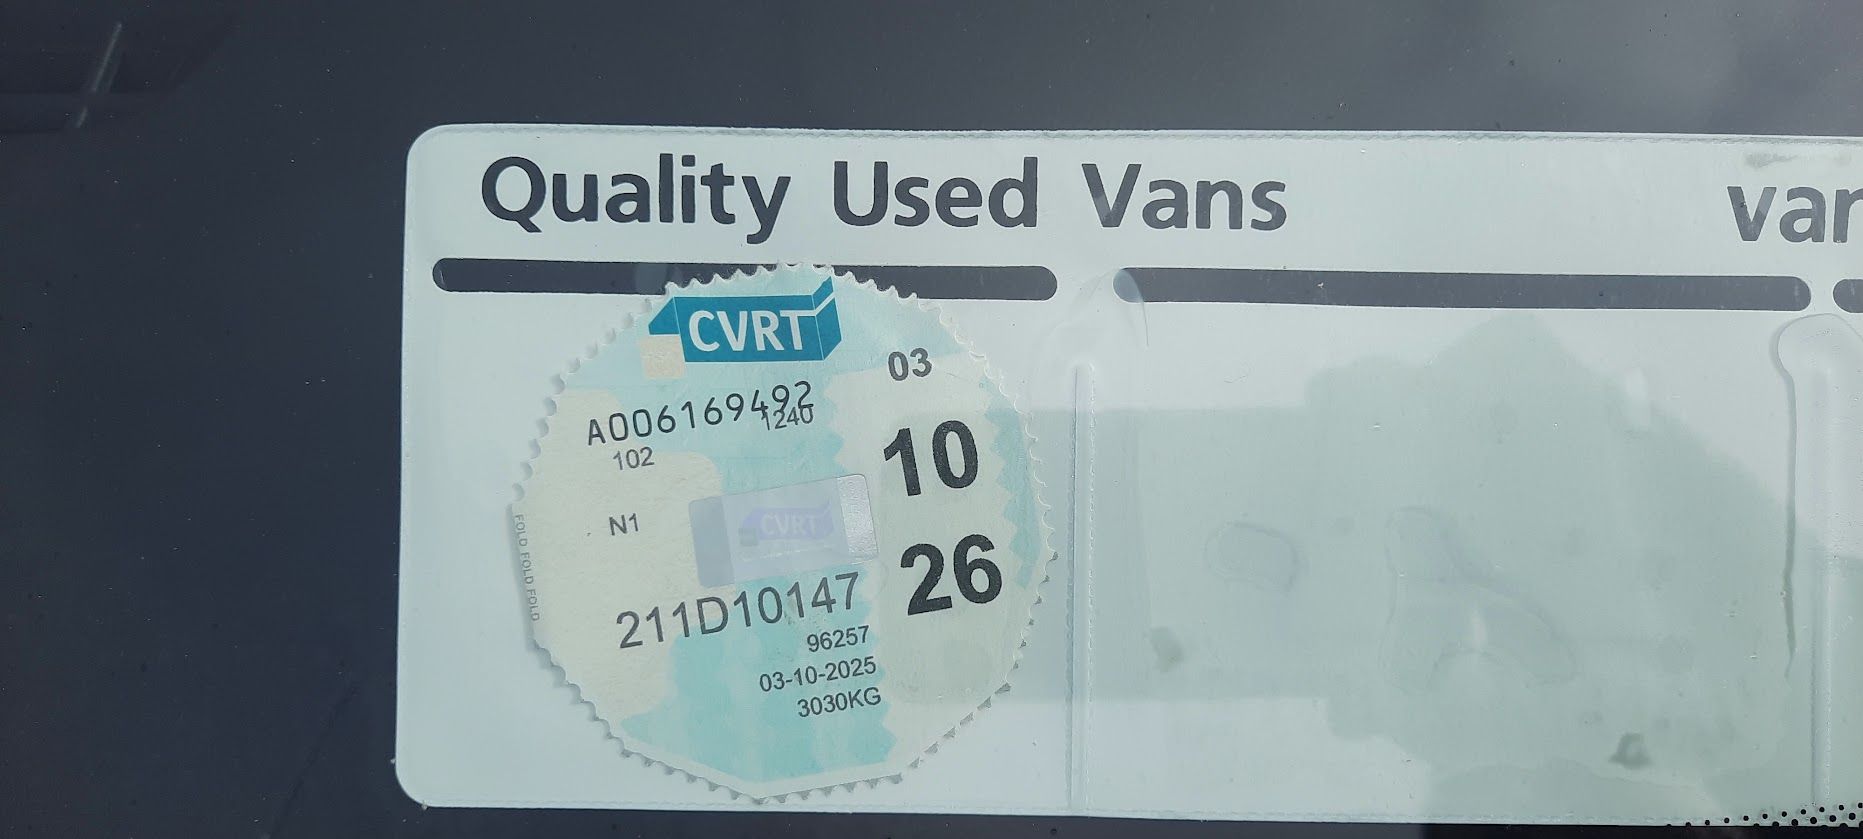 Quality Used Vans
van
CVRT
03
A006169492
1240
102
10
N1
CVRT
26
FOLD FOLD FOLD
211D10147
96257
03-10-2025
3030KG